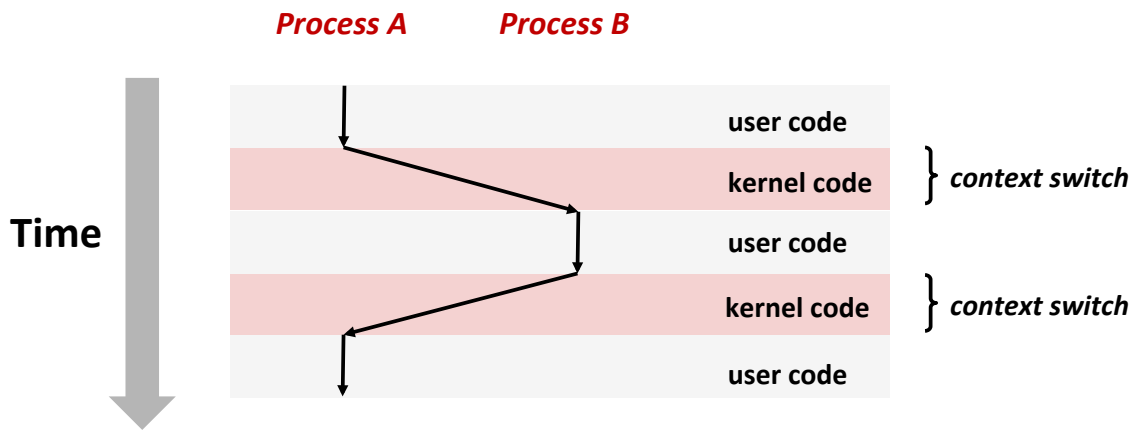 Process A
Process B
user code
kernel code
context switch
Time
user code
kernel code
context switch
user code